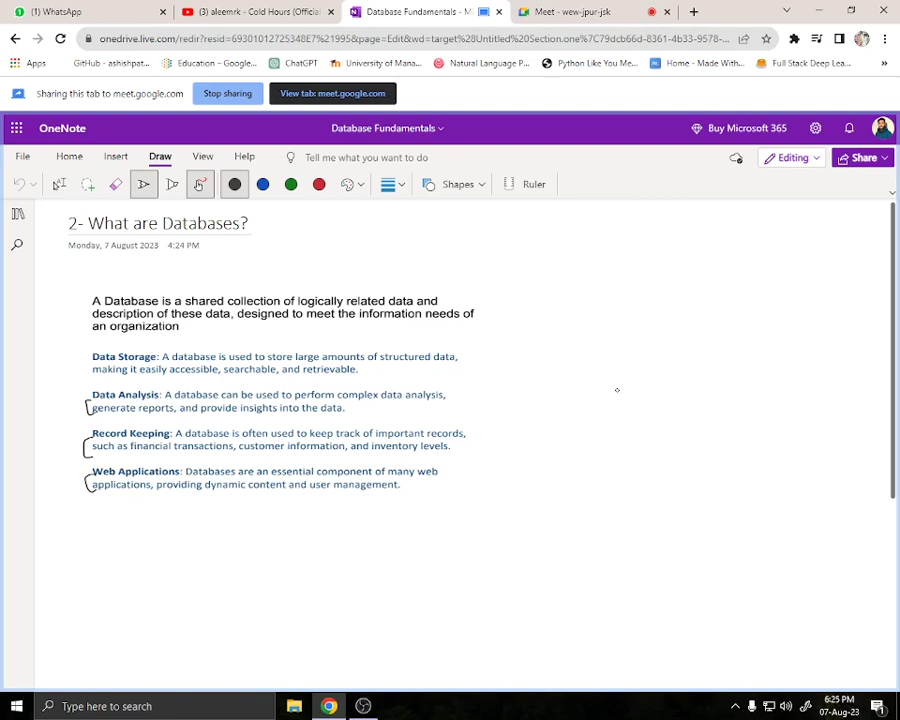 (1) WhatsApp
(3) aleemrk - Cold Hours (Official
Database Fundamentals - M
Meet - wew-jpur-jsk
onedrive.live.com/redir?resid=69301012725348E7%21995&page=Edit&wd=target%28Untitled Section.one%7C79dcb66d-8361-4b33-9578-...
Apps
GitHub - ashishpat...
Education – Google...
ChatGPT
University of Mana...
Natural Language P...
Python Like You Me...
Home - Made With...
Full Stack Deep Lea...
Sharing this tab to meet.google.com
Stop sharing
View tab: meet.google.com
OneNote
Database Fundamentals
Buy Microsoft 365
File
Home
Insert
Draw
View
Help
Tell me what you want to do
Editing
Share
Shapes
Ruler
2- What are Databases?
Monday, 7 August 2023 4:24 PM
A Database is a shared collection of logically related data and
description of these data, designed to meet the information needs of
an organization
Data Storage: A database is used to store large amounts of structured data,
making it easily accessible, searchable, and retrievable.
Data Analysis: A database can be used to perform complex data analysis,
generate reports, and provide insights into the data.
Record Keeping: A database is often used to keep track of important records,
such as financial transactions, customer information, and inventory levels.
Web Applications: Databases are an essential component of many web
applications, providing dynamic content and user management.
Type here to search
6:25 PM
07-Aug-23